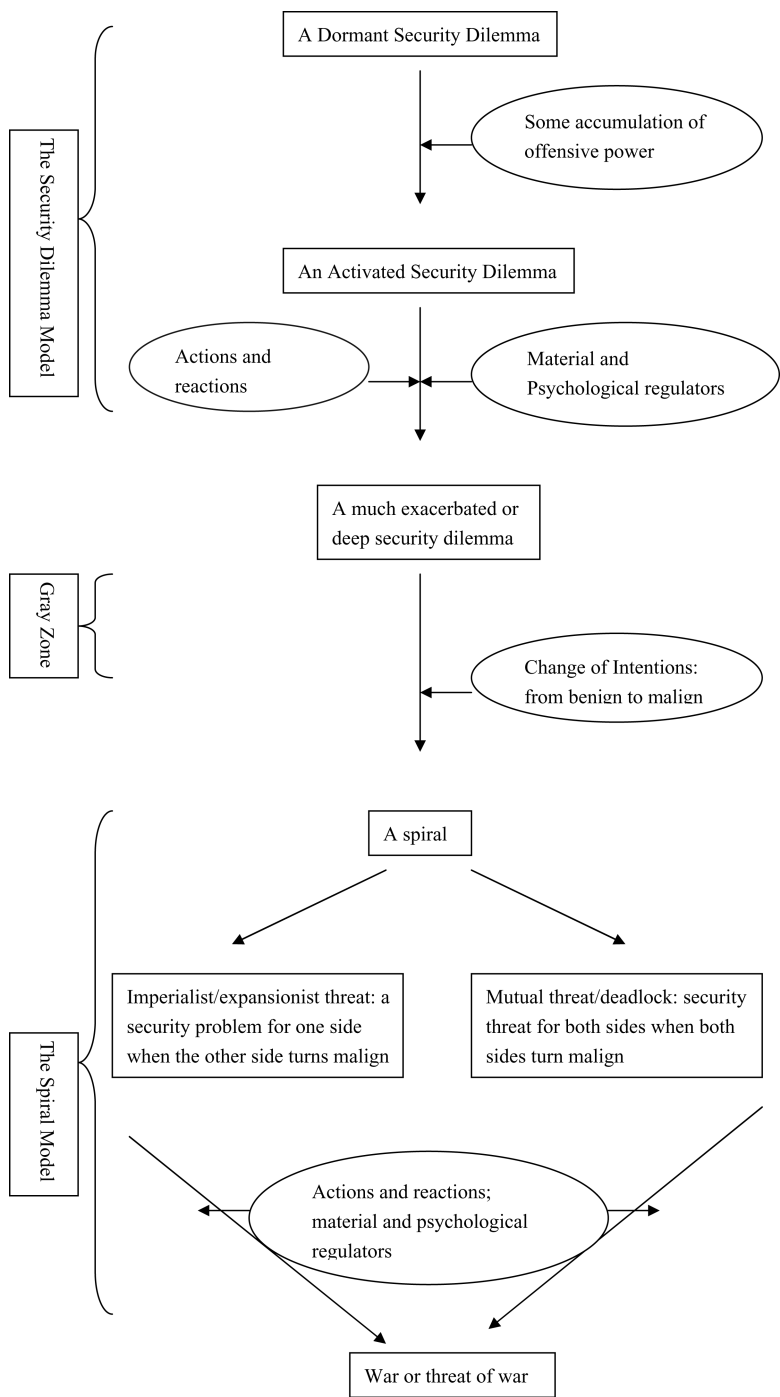 A Dormant Security Dilemma
Some accumulation of
offensive power
The Security Dilemma Model
An Activated Security Dilemma
Actions and
reactions
Material and
Psychological regulators
A much exacerbated or
deep security dilemma
Gray Zone
Change of Intentions:
from benign to malign
A spiral
Imperialist/expansionist threat: a
security problem for one side
when the other side turns malign
Mutual threat/deadlock: security
threat for both sides when both
sides turn malign
The Spiral Model
Actions and reactions;
material and psychological
regulators
War or threat of war